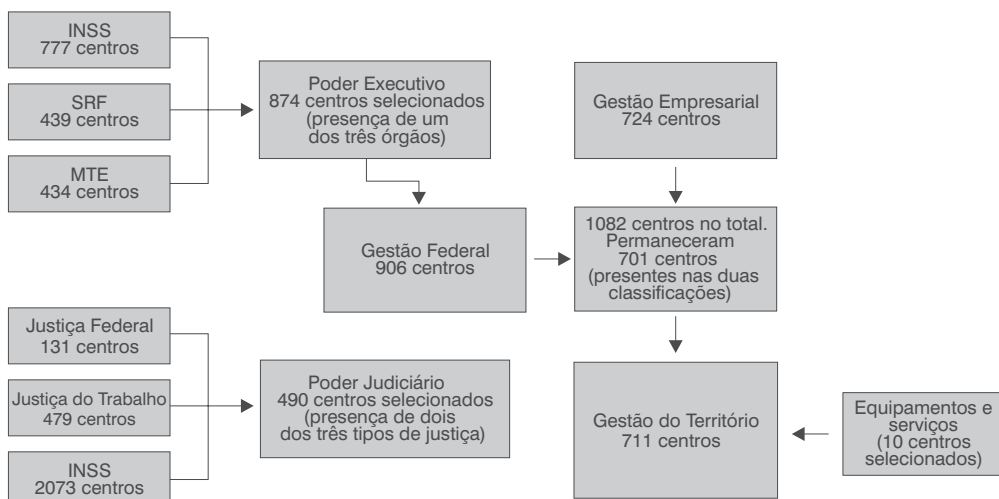 INSS
777 centros
SRF
439 centros
MTE
434 centros
Poder Executivo
874 centros selecionados
(presença de um
dos três órgãos)
Gestão Empresarial
724 centros
Gestão Federal
906 centros
1082 centros no total.
Permaneceram
701 centros
(presentes nas duas
classificações)
Justiça Federal
131 centros
Justiça do Trabalho
479 centros
INSS
2073 centros
Poder Judiciário
490 centros selecionados
(presença de dois
dos três tipos de justiça)
Gestão do Território
711 centros
Equipamentos e
serviços
(10 centros
selecionados)